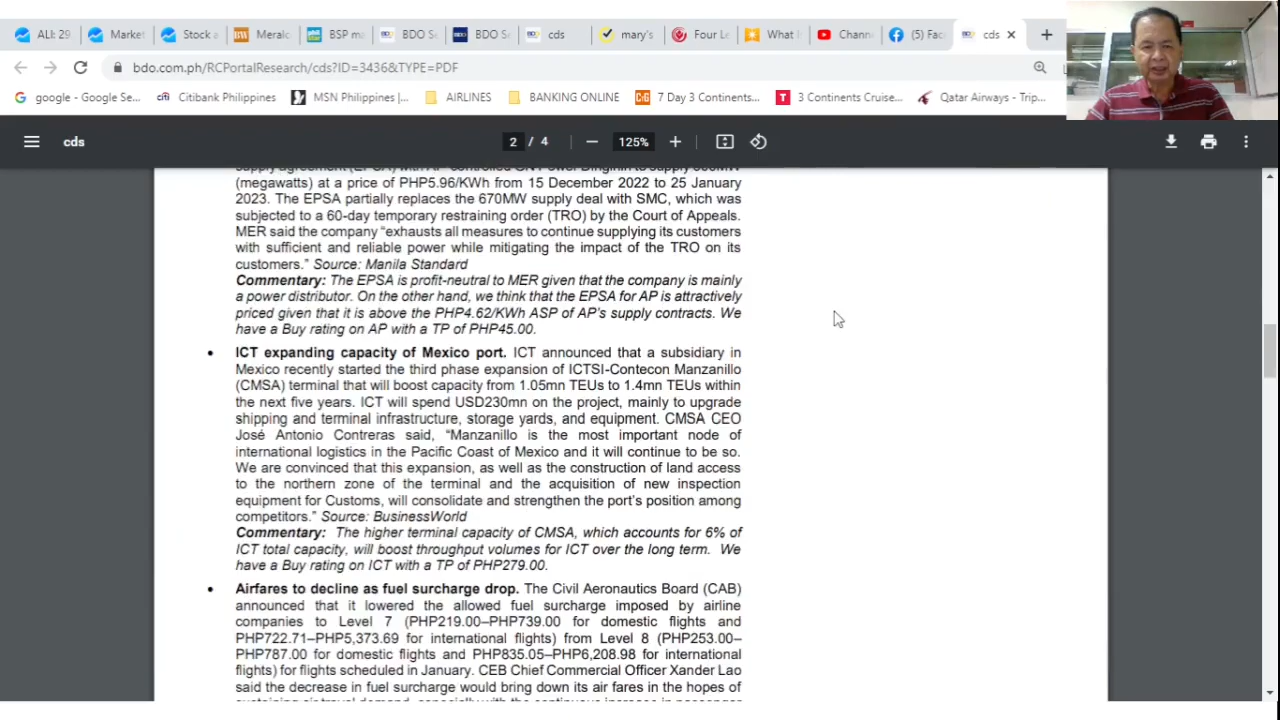 ALI: 29
Market
Stock a
Meralc
BSP ma
BDO Se
BDO Se
cds
mary's
Four Le
What I
Chann
(5) Fac
cds
bdo.com.ph/RCPortalResearch/cds?ID=3436&TYPE=PDF
google - Google Se...
Citibank Philippines
MSN Philippines |...
AIRLINES
BANKING ONLINE
7 Day 3 Continents...
3 Continents Cruise...
Qatar Airways - Trip...
cds
2 / 4
125%
(megawatts) at a price of PHP5.96/KWh from 15 December 2022 to 25 January
2023. The EPSA partially replaces the 670MW supply deal with SMC, which was
subjected to a 60-day temporary restraining order (TRO) by the Court of Appeals.
MER said the company “exhausts all measures to continue supplying its customers
with sufficient and reliable power while mitigating the impact of the TRO on its
customers.” Source: Manila Standard
Commentary: The EPSA is profit-neutral to MER given that the company is mainly
a power distributor. On the other hand, we think that the EPSA for AP is attractively
priced given that it is above the PHP4.62/KWh ASP of AP's supply contracts. We
have a Buy rating on AP with a TP of PHP45.00.
• ICT expanding capacity of Mexico port. ICT announced that a subsidiary in
Mexico recently started the third phase expansion of ICTSI-Contecon Manzanillo
(CMSA) terminal that will boost capacity from 1.05mn TEUs to 1.4mn TEUs within
the next five years. ICT will spend USD230mn on the project, mainly to upgrade
shipping and terminal infrastructure, storage yards, and equipment. CMSA CEO
José Antonio Contreras said, “Manzanillo is the most important node of
international logistics in the Pacific Coast of Mexico and it will continue to be so.
We are convinced that this expansion, as well as the construction of land access
to the northern zone of the terminal and the acquisition of new inspection
equipment for Customs, will consolidate and strengthen the port's position among
competitors.” Source: BusinessWorld
Commentary: The higher terminal capacity of CMSA, which accounts for 6% of
ICT total capacity, will boost throughput volumes for ICT over the long term. We
have a Buy rating on ICT with a TP of PHP279.00.
• Airfares to decline as fuel surcharge drop. The Civil Aeronautics Board (CAB)
announced that it lowered the allowed fuel surcharge imposed by airline
companies to Level 7 (PHP219.00–PHP739.00 for domestic flights and
PHP722.71–PHP5,373.69 for international flights) from Level 8 (PHP253.00–
PHP787.00 for domestic flights and PHP835.05–PHP6,208.98 for international
flights) for flights scheduled in January. CEB Chief Commercial Officer Xander Lao
said the decrease in fuel surcharge would bring down its air fares in the hopes of